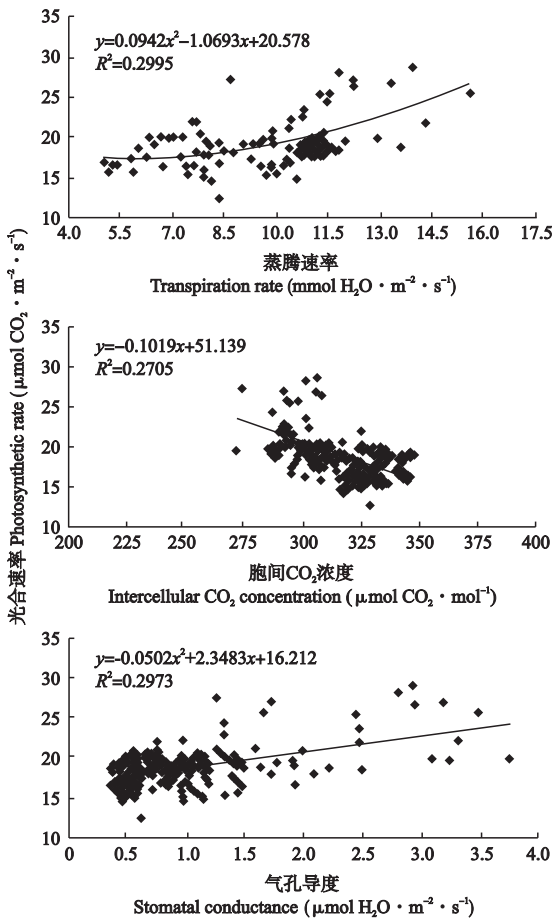 光合速率 Photosynthetic rate (μmol CO₂·m⁻²·s⁻¹)
35
30
25
20
15
10
y=0.0942x²−1.0693x+20.578
R²=0.2995
4.0 5.5 7.0 8.5 10.0 11.5 13.0 14.5 16.0 17.5
蒸腾速率
Transpiration rate (mmol H₂O·m⁻²·s⁻¹)
35
30
25
20
15
10
y=−0.1019x+51.139
R²=0.2705
200 225 250 275 300 325 350 375 400
胞间CO₂浓度
Intercellular CO₂ concentration (μmol CO₂·mol⁻¹)
35
30
25
20
15
10
y=-0.0502x²+2.3483x+16.212
R²=0.2973
0 0.5 1.0 1.5 2.0 2.5 3.0 3.5 4.0
气孔导度
Stomatal conductance (μmol H₂O·m⁻²·s⁻¹)